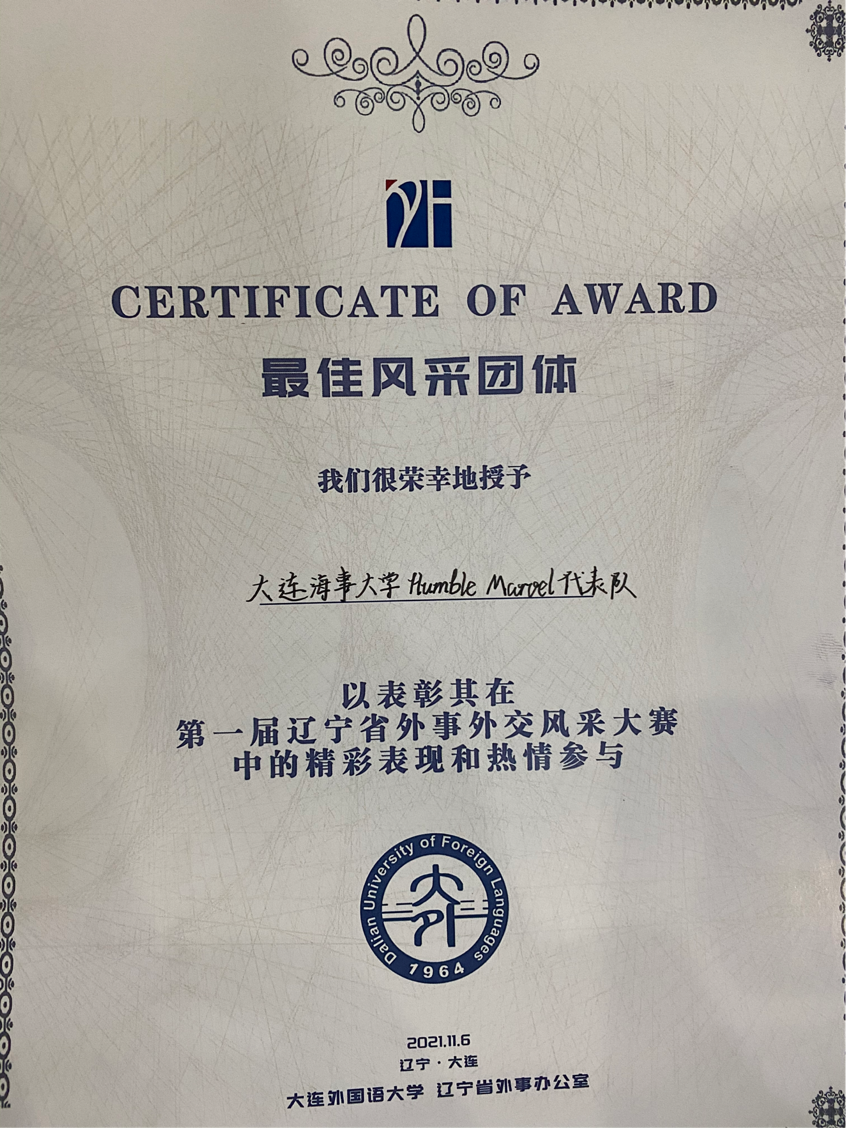 CERTIFICATE OF AWARD
最佳风采团体
我们很荣幸地授予
大连海事大学 Humble Marvel 代表队
以表彰其在
第一届辽宁省外事外交风采大赛
中的精彩表现和热情参与
Dalian University of Foreign Languages
大外
1964
2021.11.6
辽宁·大连
大连外国语大学 辽宁省外事办公室